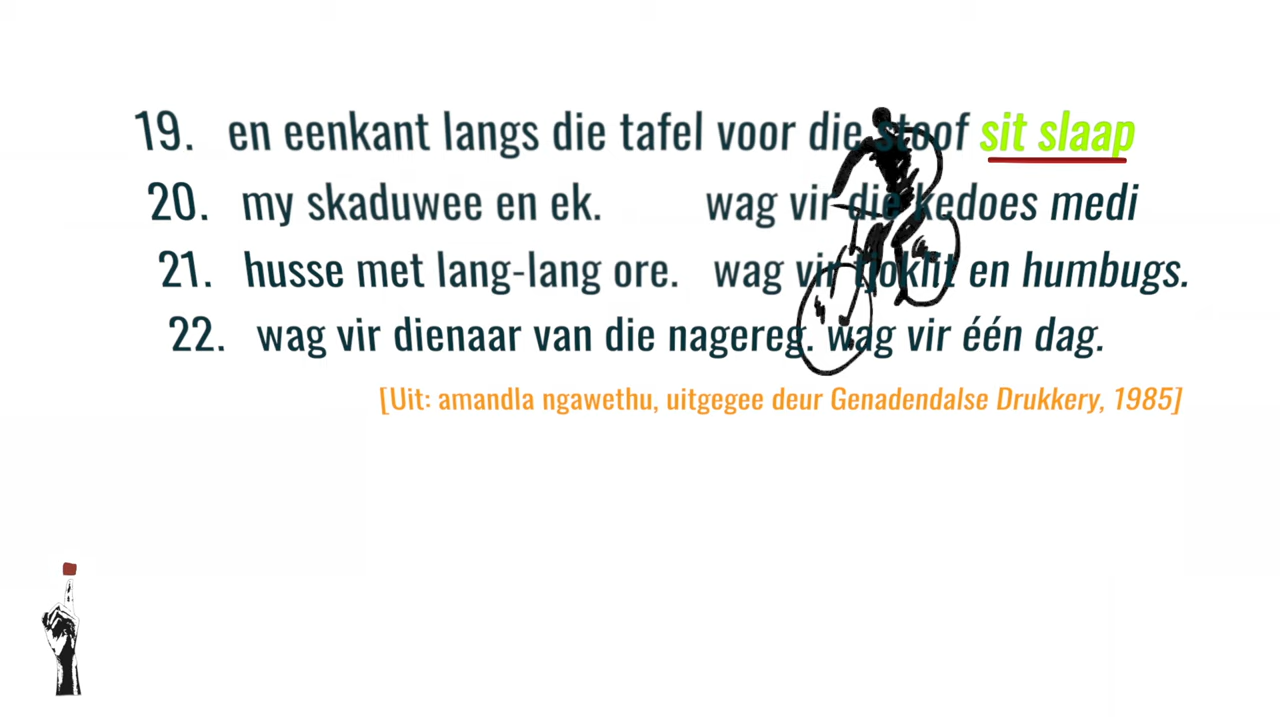 19. en eenkant langs die tafel voor die stoof sit slaap
20. my skaduwee en ek. wag vir die kedoes medi
21. husse met lang-lang ore. wag vir tjoklit en humbugs.
22. wag vir dienaar van die nagereg. wag vir één dag.
[Uit: amandla ngawethu, uitgegee deur Genadendalse Drukkery, 1985]